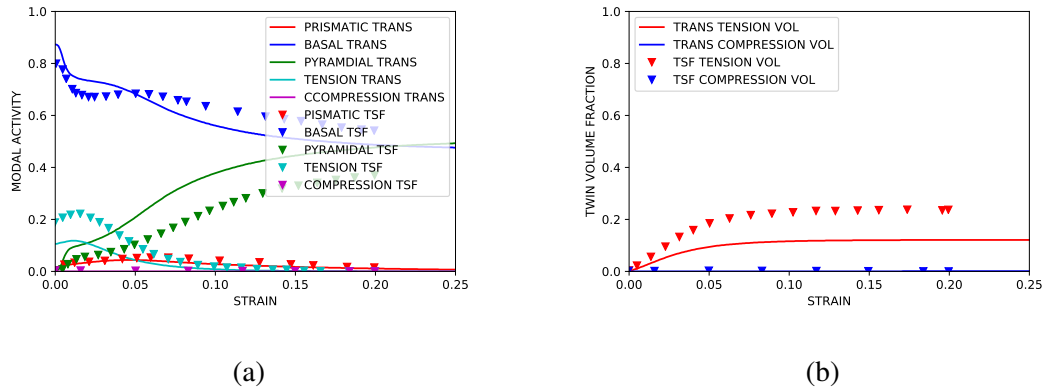 1.0
0.8
0.6
0.4
0.2
0.0
MODAL ACTIVITY
PRISMATIC TRANS
BASAL TRANS
PYRAMDIAL TRANS
TENSION TRANS
CCOMPRESSION TRANS
PISMATIC TSF
BASAL TSF
PYRAMIDAL TSF
TENSION TSF
COMPRESSION TSF
0.00 0.05 0.10 0.15 0.20 0.25
STRAIN
(a)
1.0
0.8
0.6
0.4
0.2
0.0
TWIN VOLUME FRACTION
TRANS TENSION VOL
TRANS COMPRESSION VOL
TSF TENSION VOL
TSF COMPRESSION VOL
0.00 0.05 0.10 0.15 0.20 0.25
STRAIN
(b)